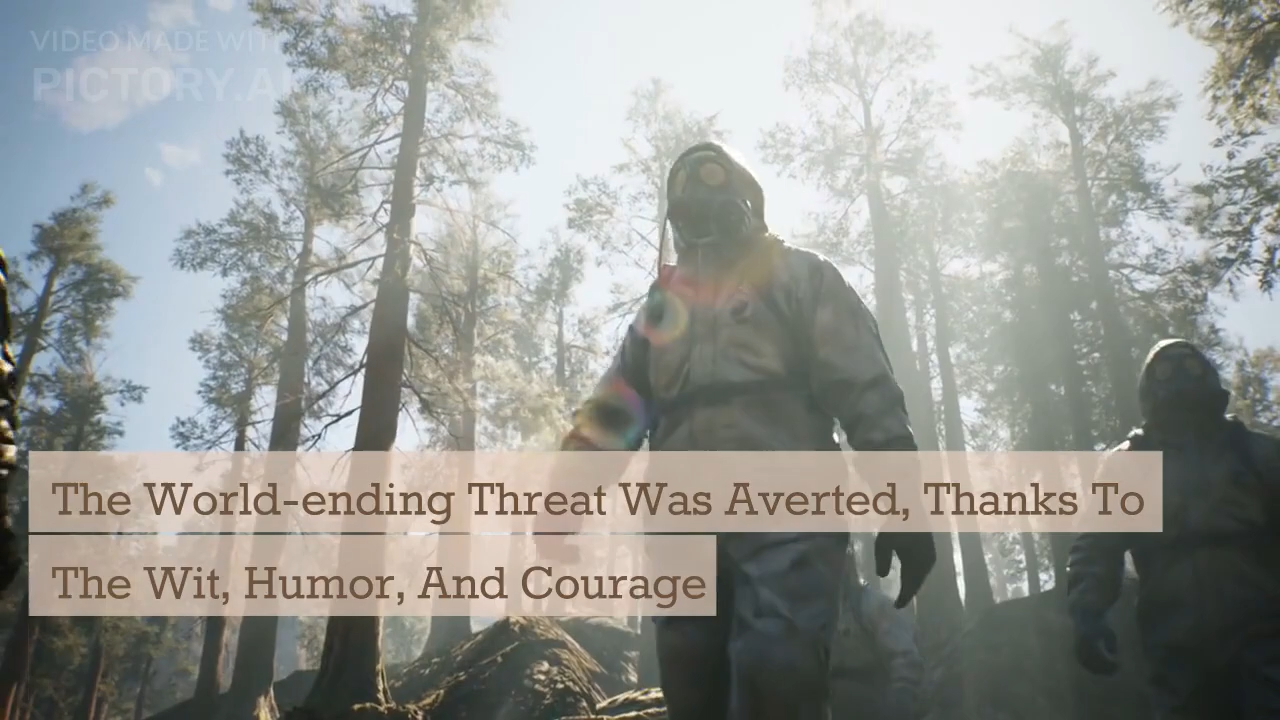 VIDEO MADE WITH
PICTORY.AI
The World-ending Threat Was Averted, Thanks To
The Wit, Humor, And Courage